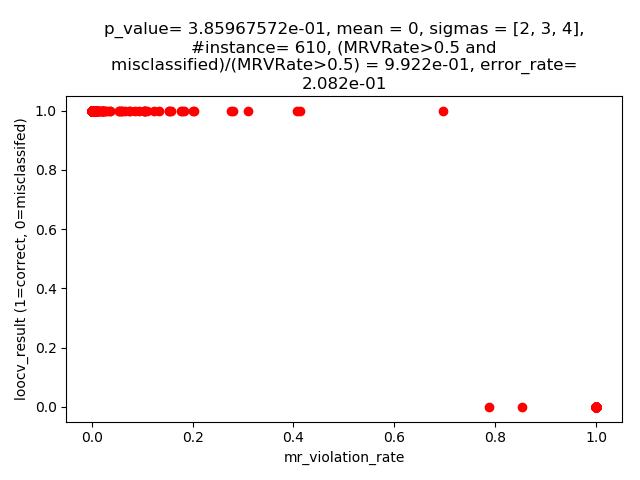 p_value= 3.85967572e-01, mean = 0, sigmas = [2, 3, 4],
#instance= 610, (MRVRate>0.5 and
misclassified)/(MRVRate>0.5) = 9.922e-01, error_rate=
2.082e-01
loocv_result (1=correct, 0=misclassifed)
1.0
0.8
0.6
0.4
0.2
0.0
0.0 0.2 0.4 0.6 0.8 1.0
mr_violation_rate